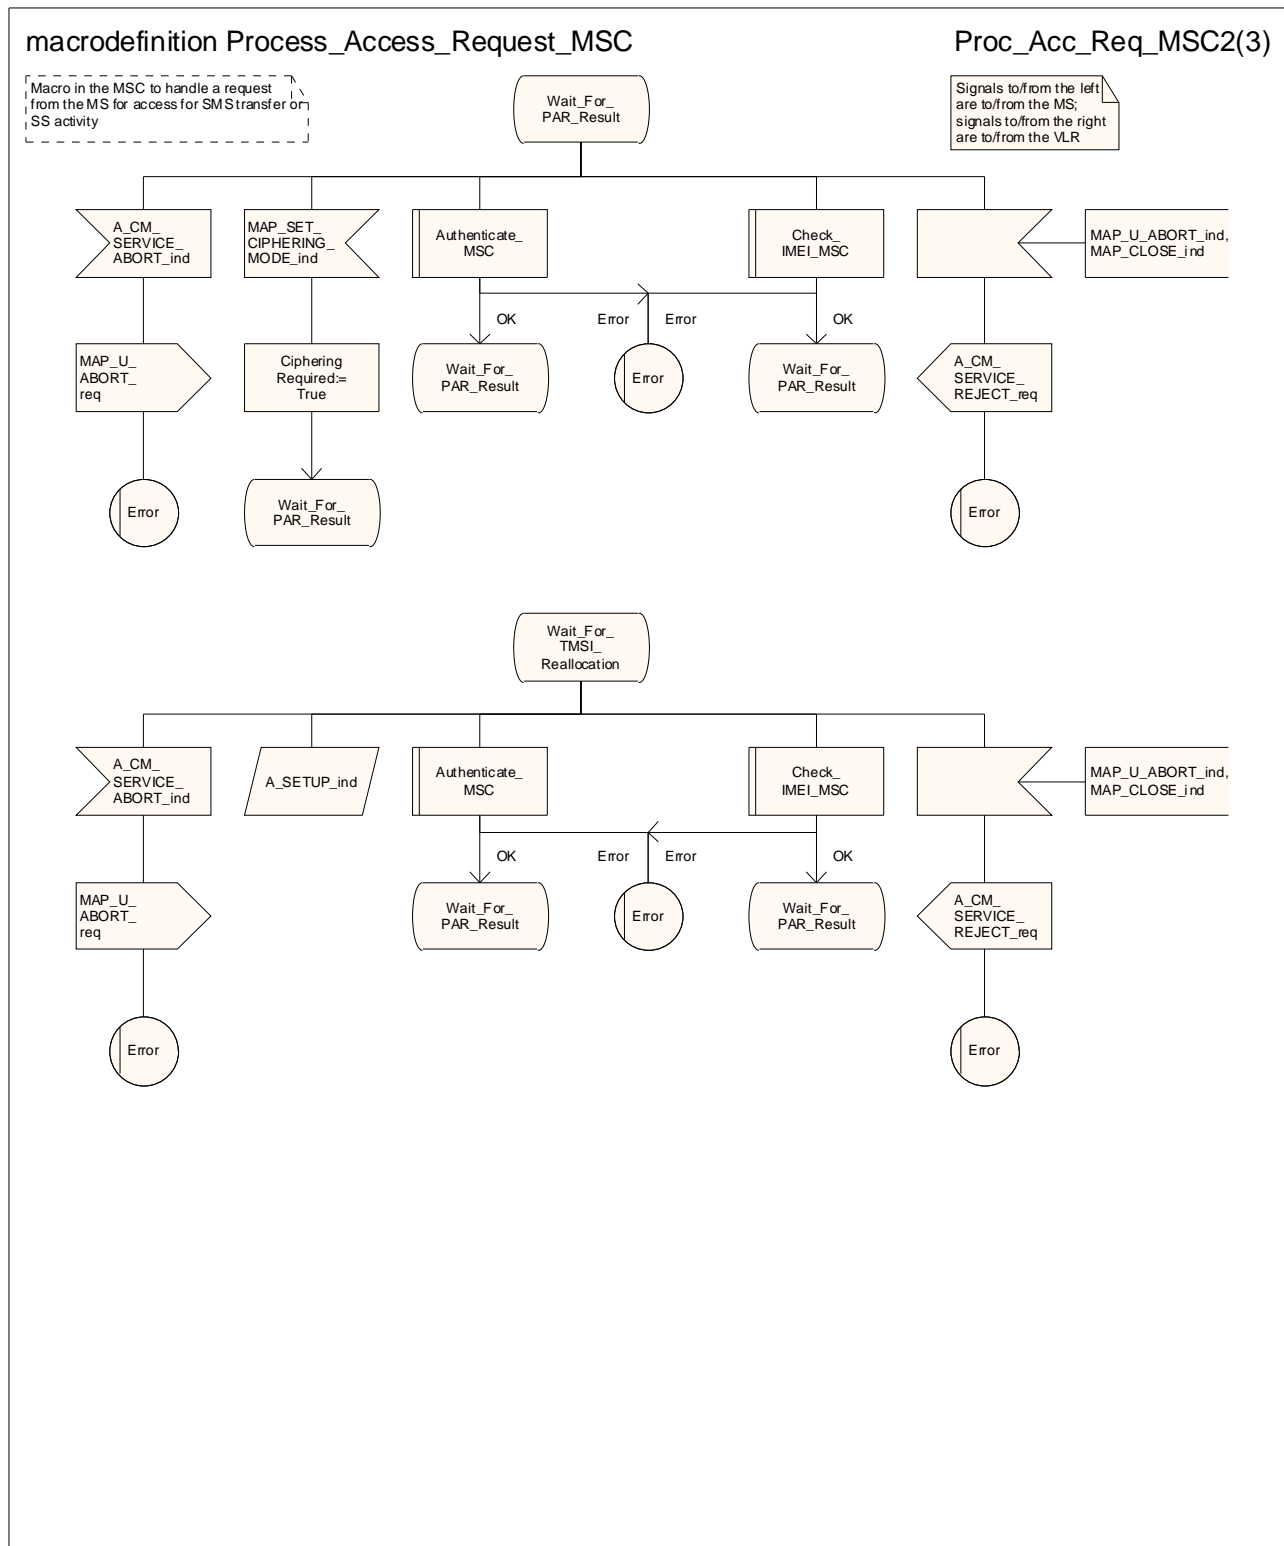 macrodefinition Process_Access_Request_MSC
Proc_Acc_Req_MSC2(3)
Macro in the MSC to handle a request
from the MS for access for SMS transfer or
SS activity
Wait_For_
PAR_Result
Signals to/from the left
are to/from the MS;
signals to/from the right
are to/from the VLR
A_CM_
SERVICE_
ABORT_ind
MAP_SET_
CIPHERING_
MODE_ind
Authenticate_
MSC
Check_
IMEI_MSC
MAP_U_ABORT_ind,
MAP_CLOSE_ind
OK
Error
Error
OK
MAP_U_
ABORT_
req
Ciphering
Required:=
True
Wait_For_
PAR_Result
Error
Wait_For_
PAR_Result
A_CM_
SERVICE_
REJECT_req
Error
Wait_For_
PAR_Result
Error
Wait_For_
TMSI_
Reallocation
A_CM_
SERVICE_
ABORT_ind
A_SETUP_ind
Authenticate_
MSC
Check_
IMEI_MSC
MAP_U_ABORT_ind,
MAP_CLOSE_ind
OK
Error
Error
OK
MAP_U_
ABORT_
req
Wait_For_
PAR_Result
Error
Wait_For_
PAR_Result
A_CM_
SERVICE_
REJECT_req
Error
Error